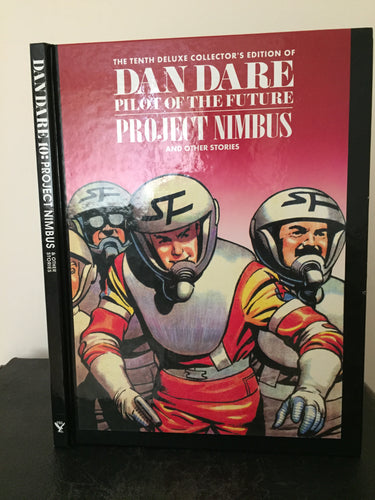 THE TENTH DELUXE COLLECTOR'S EDITION OF
DAN DARE
PILOT OF THE FUTURE
PROJECT NIMBUS
AND OTHER STORIES
SF
SF
SF
DAN DARE 10: PROJECT NIMBUS
& OTHER
STORIES